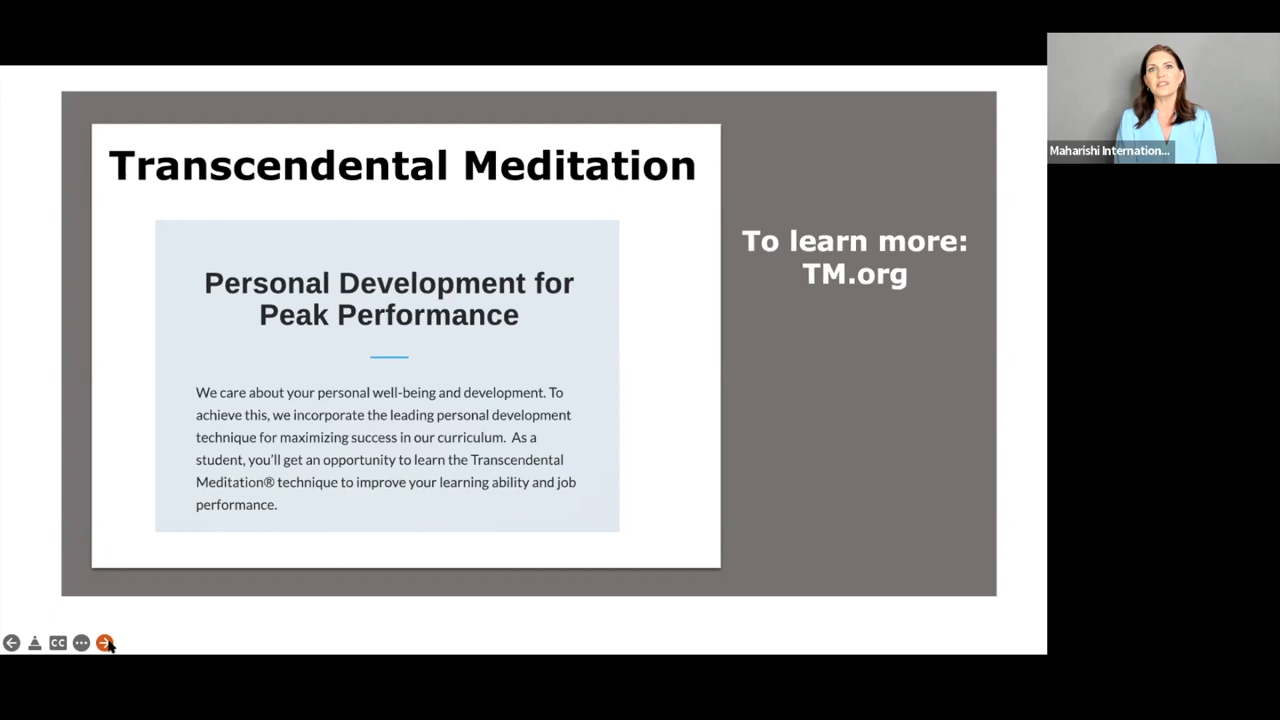 Transcendental Meditation
Personal Development for
Peak Performance
We care about your personal well-being and development. To
achieve this, we incorporate the leading personal development
technique for maximizing success in our curriculum.  As a
student, you’ll get an opportunity to learn the Transcendental
Meditation® technique to improve your learning ability and job
performance.
To learn more:
TM.org
Maharishi Internation...
CC